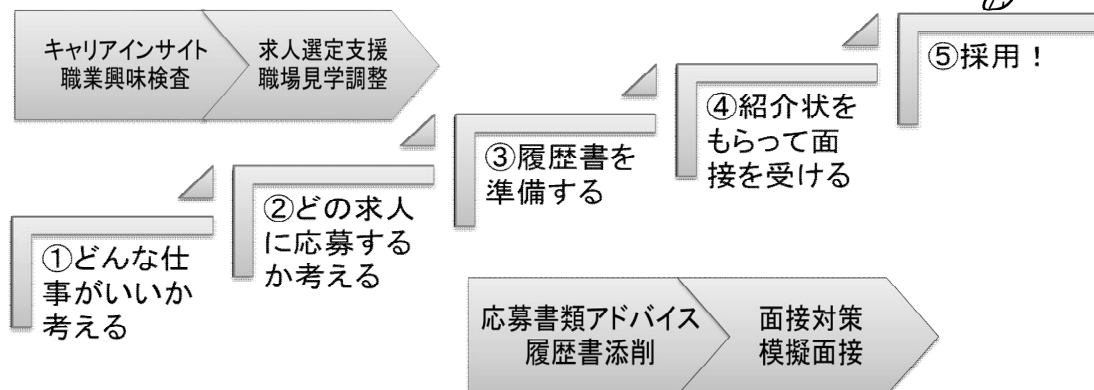 キャリアインサイト
職業興味検査
求人選定支援
職場見学調整
①どんな仕
事がいいか
考える
②どの求人
に応募する
か考える
③履歴書を
準備する
④紹介状を
もらって面
接を受ける
⑤採用！
応募書類アドバイス
履歴書添削
面接対策
模擬面接